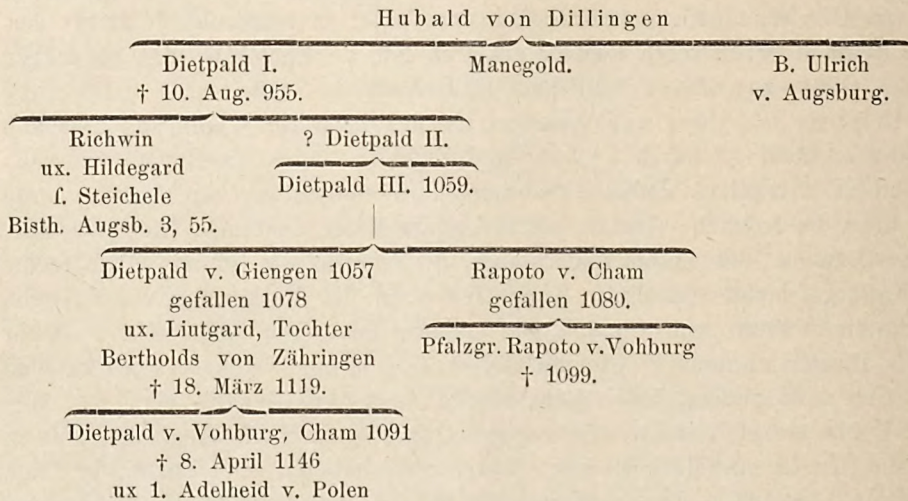 Hubald von Dillingen
Dietpald I. Manegold. B. Ulrich
† 10. Aug. 955. v. Augsburg.
Richwin ? Dietpald II.
ux. Hildegard
f. Steichele Dietpald III. 1059.
Bisth. Augsb. 3, 55.
Dietpald v. Giengen 1057 Rapoto v. Cham
gefallen 1078 gefallen 1080.
ux. Liutgard, Tochter
Bertholds von Zähringen Pfalzgr. Rapoto v. Vohburg
† 18. März 1119. † 1099.
Dietpald v. Vohburg, Cham 1091
† 8. April 1146
ux 1. Adelheid v. Polen